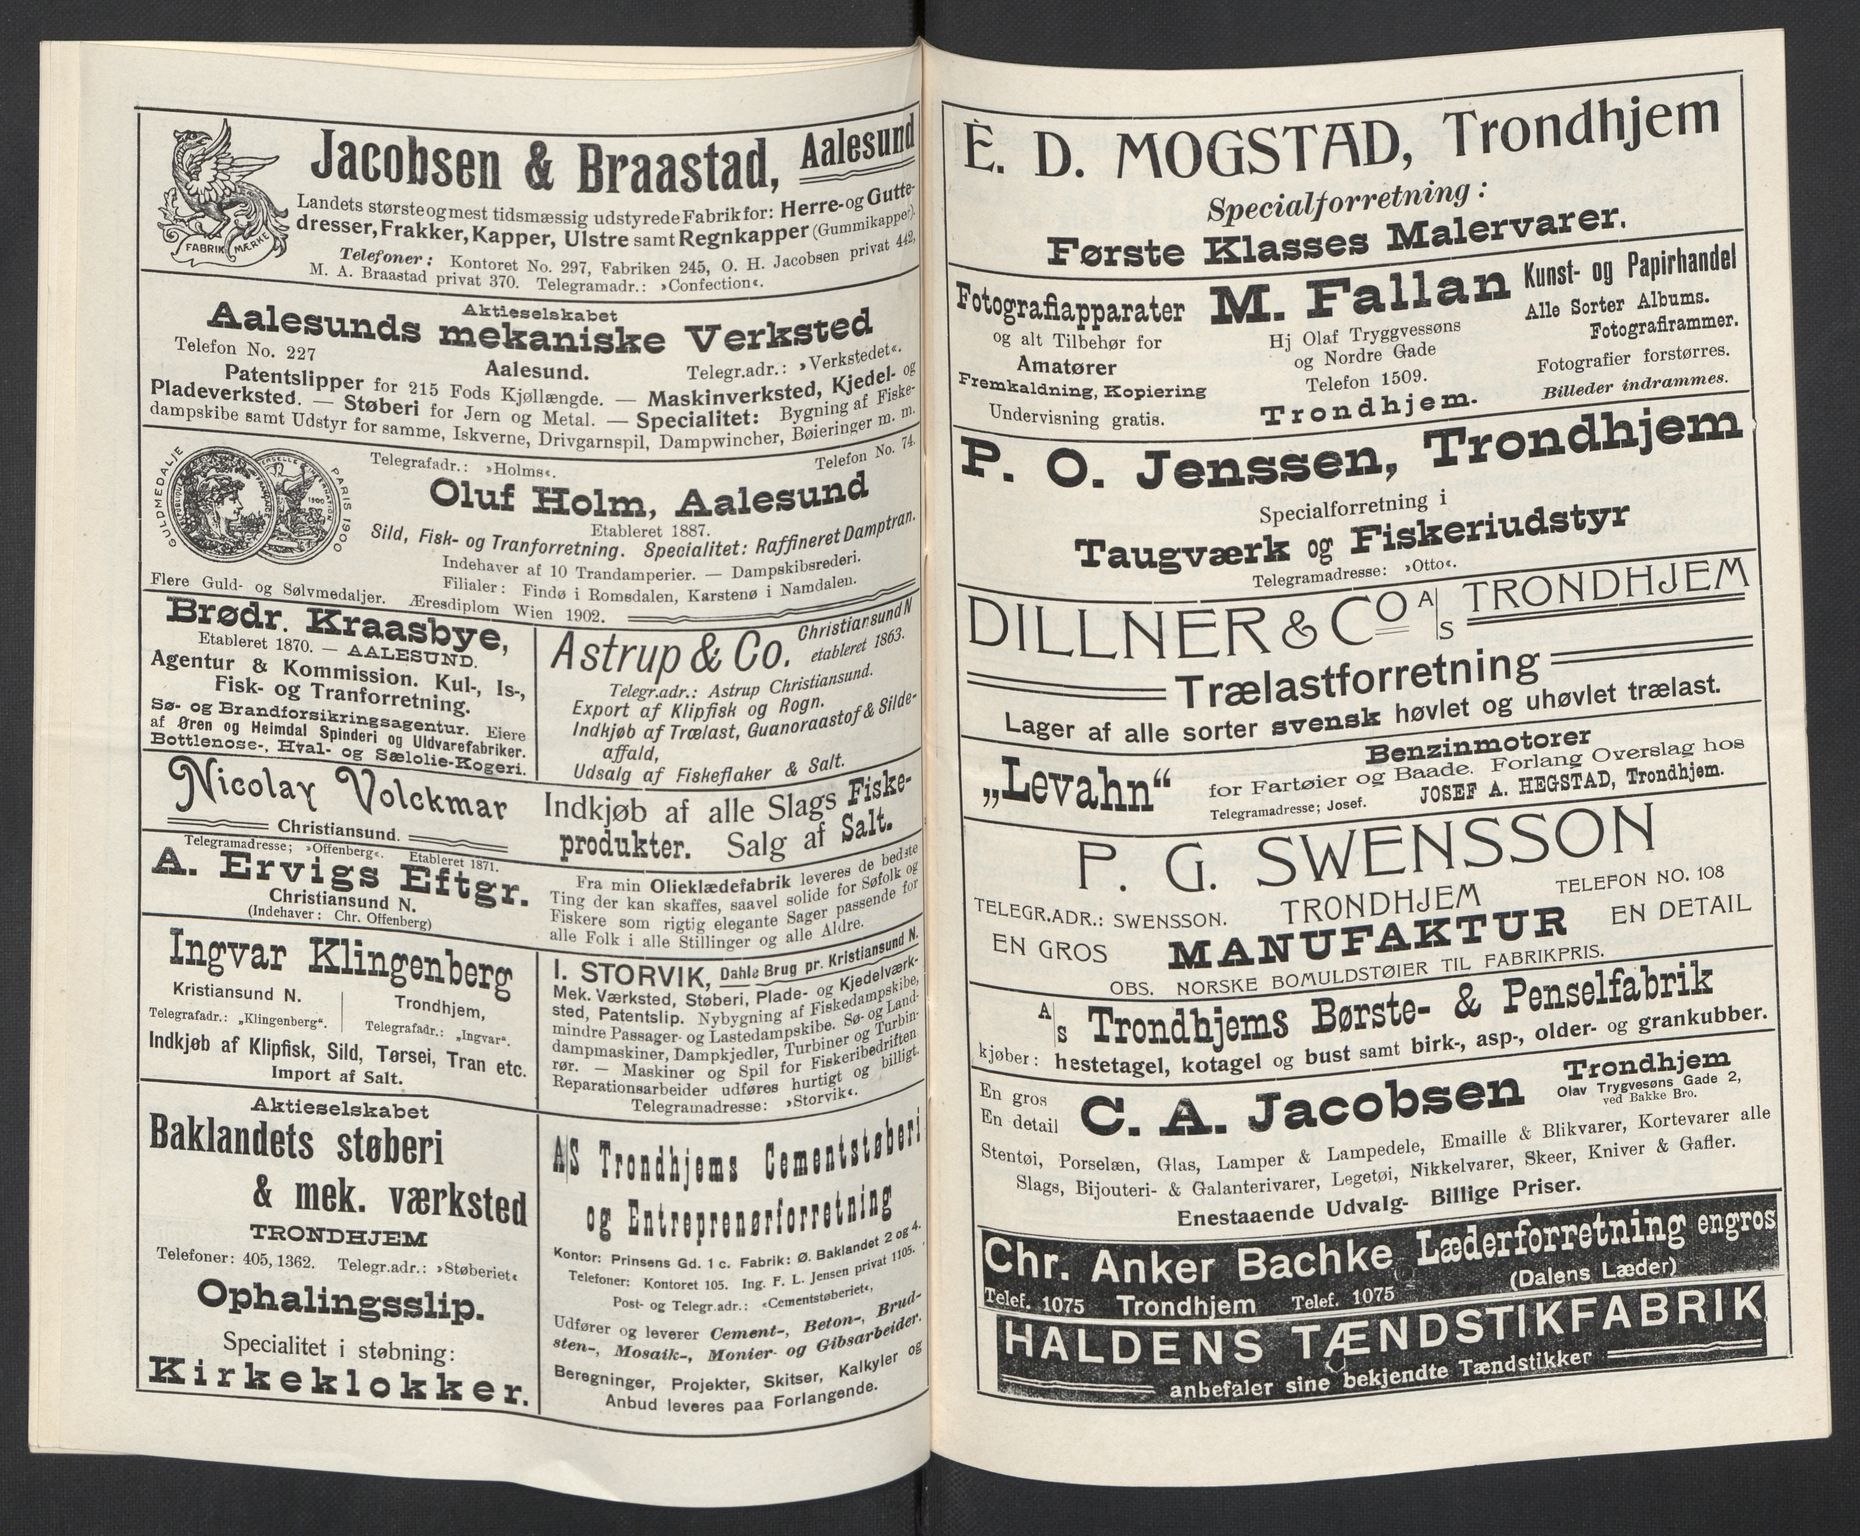 Jacobsen & Braastad, Aalesund
Landets største og mest tidsmæssig udstyrede Fabrik for: Herre- og Gutte-
dresser, Frakker, Kapper, Ulstre samt Regnkapper (Gummikapper).
Telefoner: Kontoret No. 297, Fabriken 245, O. H. Jacobsen privat 442,
M. A. Braastad privat 370. Telegramadr.: »Confection«.
FABRIK MÆRKE
Aktieselskabet
Aalesunds mekaniske Verksted
Telefon No. 227 Aalesund. Telegr.adr.: »Verkstedet«.
Patentslipper for 215 Fods Kjøllængde. — Maskinverksted, Kjedel- og
Pladeverksted. — Støberi for Jern og Metal. — Specialitet: Bygning af Fiske-
dampskibe samt Udstyr for samme, Iskverne, Drivgarnspil, Dampwincher, Bøieringer m. m.
GULDMEDALJE PARIS 1900
Telegrafadr.: »Holms«. Telefon No. 74.
Oluf Holm, Aalesund
Etableret 1887.
Sild, Fisk- og Tranforretning. Specialitet: Raffineret Damptran.
Indehaver af 10 Trandamperier. — Dampskibsrederi.
Filialer: Findø i Romsdalen, Karstenø i Namdalen.
Flere Guld- og Sølvmedaljer. Æresdiplom Wien 1902.
Brødr. Kraasbye,
Etableret 1870. — AALESUND.
Agentur & Kommission. Kul-, Is-,
Fisk- og Tranforretning.
Sø- og Brandforsikringsagentur. Eiere
af Øren og Heimdal Spinderi og Uldvarefabriker.
Bottlenose-, Hval- og Sælolie-Kogeri.
Astrup & Co. Christiansund N
etableret 1863.
Telegr.adr.: Astrup Christiansund.
Export af Klipfisk og Rogn.
Indkjøb af Trælast, Guanoraastof & Silde-
affald,
Udsalg af Fiskeflaker & Salt.
Nicolay Volckmar
Christiansund.
Indkjøb af alle Slags Fiske-
produkter. Salg af Salt.
Telegramadresse; »Offenberg«. Etableret 1871.
A. Ervigs Eftgr.
Christiansund N.
(Indehaver: Chr. Offenberg)
Fra min Olieklædefabrik leveres de bedste
Ting der kan skaffes, saavel solide for Søfolk og
Fiskere som rigtig elegante Sager passende for
alle Folk i alle Stillinger og alle Aldre.
Ingvar Klingenberg
Kristiansund N. Trondhjem,
Telegrafadr.: „Klingenberg“. Telegrafadr.: „Ingvar“.
Indkjøb af Klipfisk, Sild, Tørsei, Tran etc.
Import af Salt.
I. STORVIK, Dahle Brug pr. Kristiansund N.
Mek. Værksted, Støberi, Plade- og Kjedelværk-
sted, Patentslip. Nybygning af Fiskedampskibe,
mindre Passager- og Lastedampskibe. Sø- og Land-
dampmaskiner, Dampkjedler, Turbiner og Turbin-
rør. — Maskiner og Spil for Fiskeribedriften
Reparationsarbeider udføres hurtigt og billigt.
Telegramadresse: »Storvik«.
Aktieselskabet
Baklandets støberi
& mek. værksted
TRONDHJEM
Telefoner: 405, 1362. Telegr.adr.: »Støberiet«
Ophalingsslip.
Specialitet i støbning:
Kirkeklokker.
A|S Trondhjems Cementstøberi
og Entreprenørforretning
Kontor: Prinsens Gd. 1 c. Fabrik: Ø. Baklandet 2 og 4.
Telefoner: Kontoret 105. Ing. F. L. Jensen privat 1105.
Post- og Telegr.adr.: «Cementstøberiet«,
Udfører og leverer Cement-, Beton-, Brud-
sten-, Mosaik-, Monier- og Gibsarbeider.
Beregninger, Projekter, Skitser, Kalkyler og
Anbud leveres paa Forlangende.
E. D. MOGSTAD, Trondhjem
Specialforretning:
Første Klasses Malervarer.
Fotografiapparater
og alt Tilbehør for
Amatører
Fremkaldning, Kopiering
Undervisning gratis.
M. Fallan
Hj Olaf Tryggvessøns
og Nordre Gade
Telefon 1509.
Trondhjem.
Kunst- og Papirhandel
Alle Sorter Albums.
Fotografirammer.
Fotografier forstørres.
Billeder indrammes.
P. O. Jenssen, Trondhjem
Specialforretning i
Taugværk og Fiskeriudstyr
Telegramadresse: »Otto«.
DILLNER & CO A|S TRONDHJEM
Trælastforretning
Lager af alle sorter svensk høvlet og uhøvlet trælast.
„Levahn“
Benzinmotorer
for Fartøier og Baade. Forlang Overslag hos
Telegramadresse; Josef. JOSEF A. HEGSTAD, Trondhjem.
P. G. SWENSSON
TELEGR.ADR.: SWENSSON. TRONDHJEM TELEFON NO. 108
EN GROS MANUFAKTUR EN DETAIL
OBS. NORSKE BOMULDSTØIER TIL FABRIKPRIS.
A|S Trondhjems Børste- & Penselfabrik
kjøber: hestetagel, kotagel og bust samt birk-, asp-, older- og grankubber.
En gros
En detail
C. A. Jacobsen
Trondhjem
Olav Trygvesøns Gade 2,
ved Bakke Bro.
Stentøi, Porselæn, Glas, Lamper & Lampedele, Emaille & Blikvarer, Kortevarer alle
Slags, Bijouteri- & Galanterivarer, Legetøi, Nikkelvarer, Skeer, Kniver & Gafler.
Enestaaende Udvalg- Billige Priser.
Chr. Anker Bachke Læderforretning engros
(Dalens Læder)
Telef. 1075 Trondhjem Telef. 1075
HALDENS TÆNDSTIKFABRIK
anbefaler sine bekjendte Tændstikker